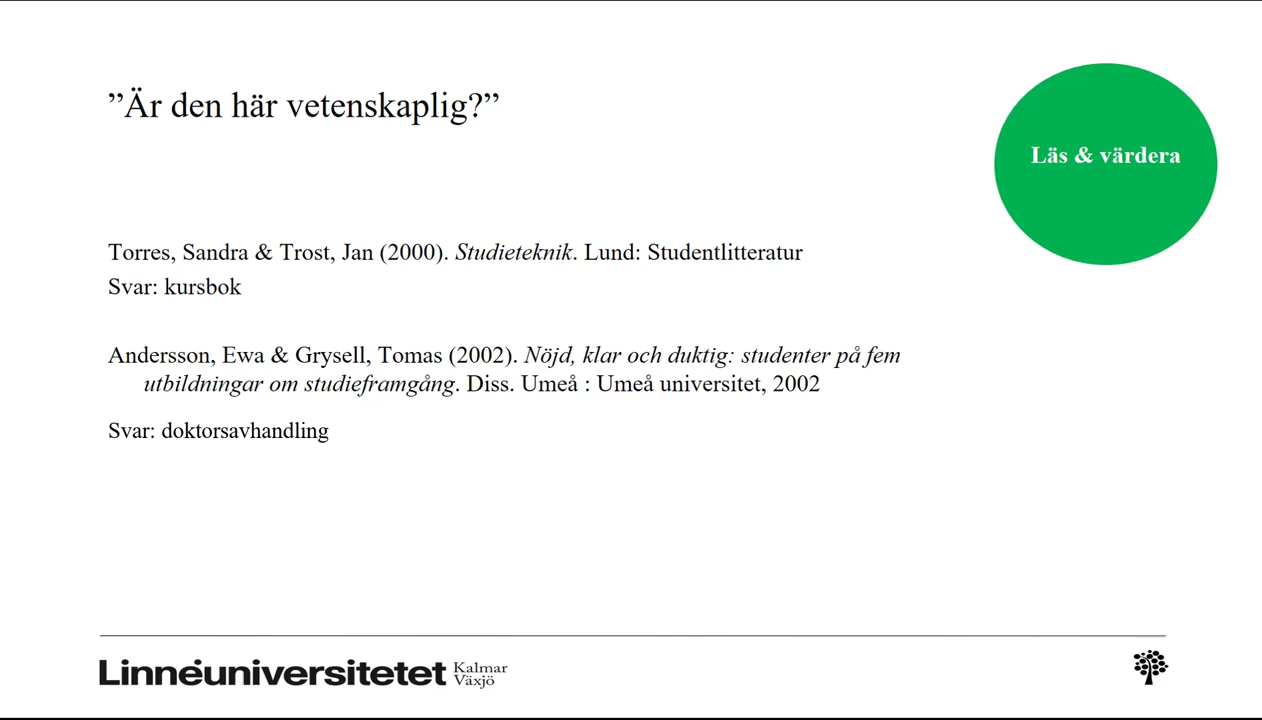 ”Är den här vetenskaplig?”
Läs & värdera
Torres, Sandra & Trost, Jan (2000). Studieteknik. Lund: Studentlitteratur
Svar: kursbok
Andersson, Ewa & Grysell, Tomas (2002). Nöjd, klar och duktig: studenter på fem
utbildningar om studieframgång. Diss. Umeå : Umeå universitet, 2002
Svar: doktorsavhandling
Linnéuniversitetet
Kalmar
Växjö